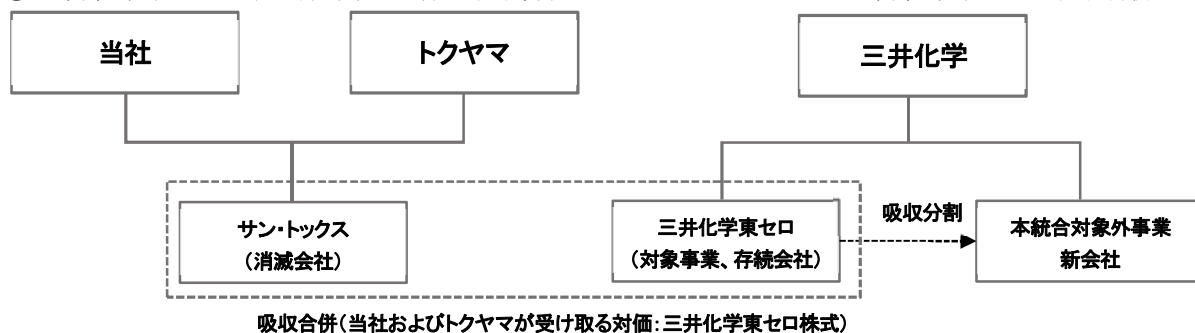 当社
トクヤマ
三井化学
サン・トックス
(消滅会社)
三井化学東セロ
(対象事業、存続会社)
吸収分割
本統合対象外事業
新会社
吸収合併(当社およびトクヤマが受け取る対価:三井化学東セロ株式)